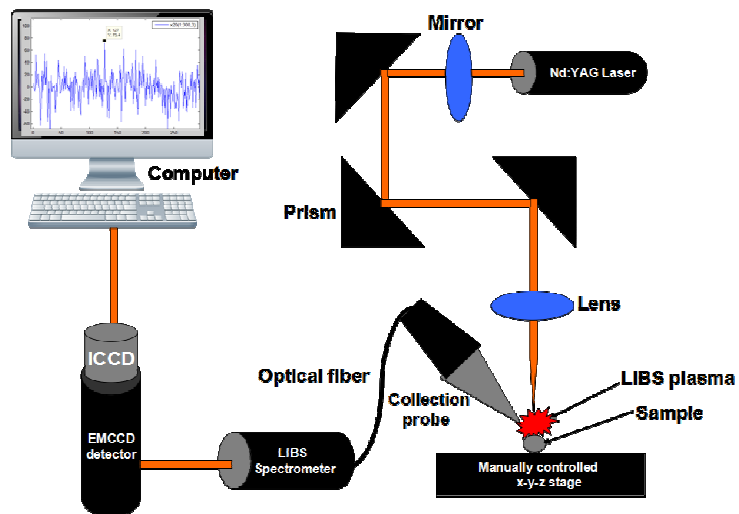 Mirror
Nd:YAG Laser
Computer
Prism
Lens
ICCD
Optical fiber
Collection
probe
LIBS plasma
Sample
EMCCD
detector
LIBS
Spectrometer
Manually controlled
x-y-z stage